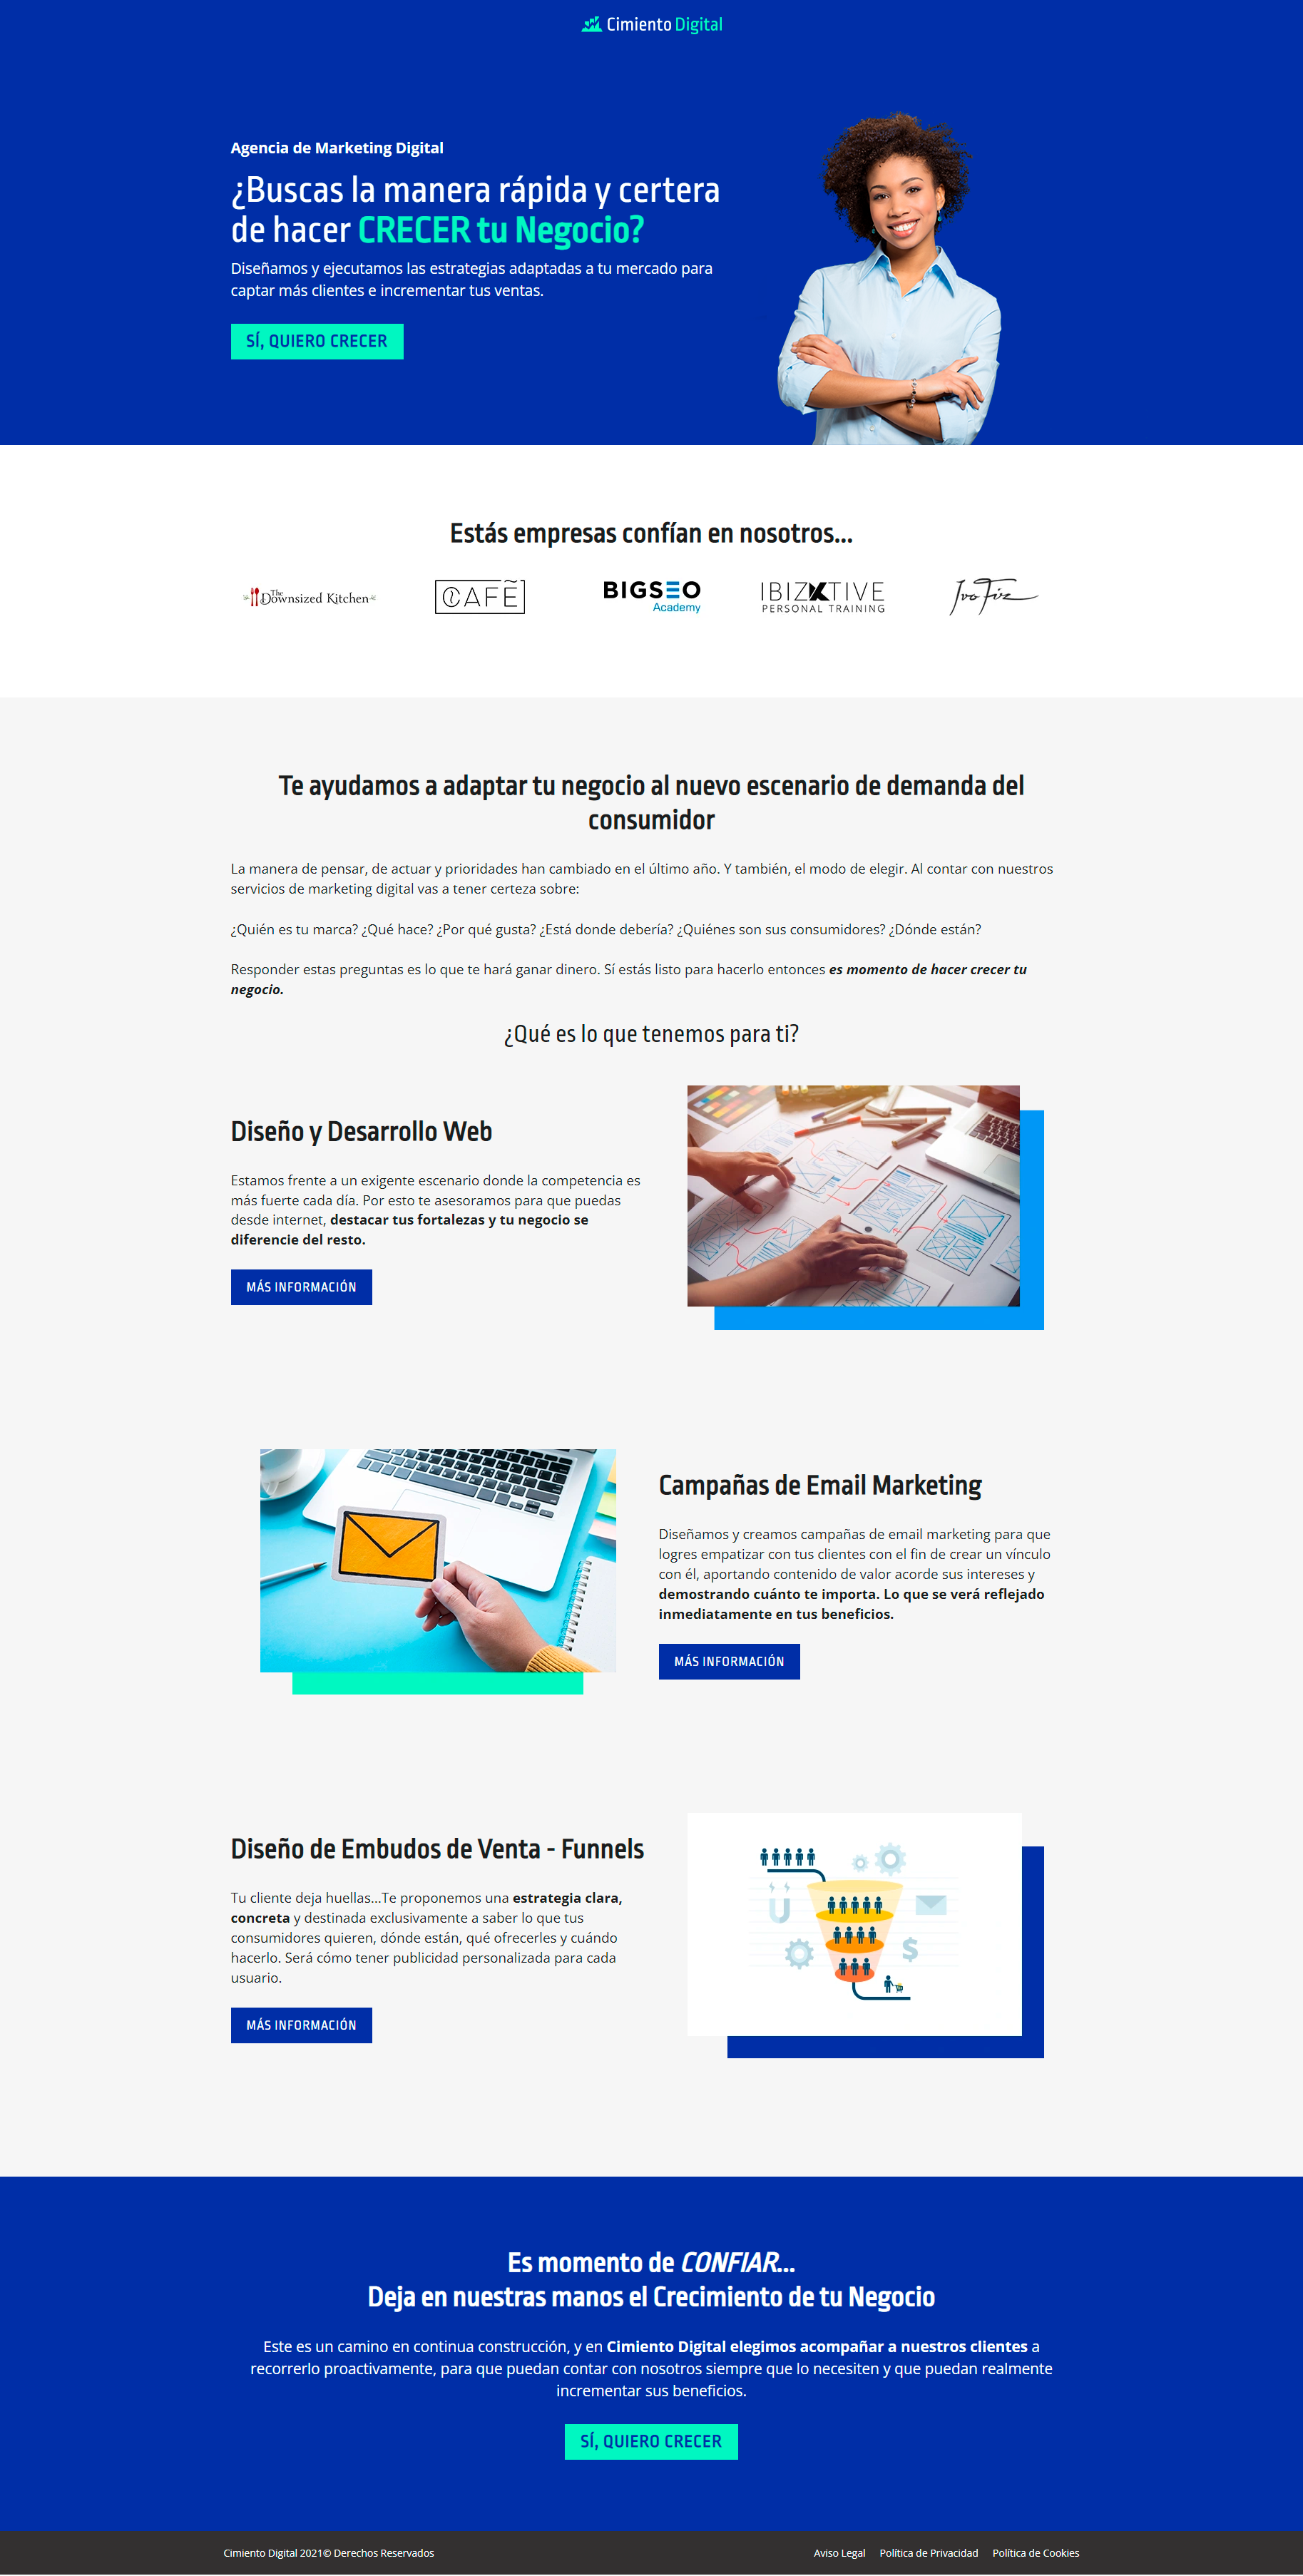 Cimiento Digital
Agencia de Marketing Digital
¿Buscas la manera rápida y certera
de hacer CRECER tu Negocio?
Diseñamos y ejecutamos las estrategias adaptadas a tu mercado para
captar más clientes e incrementar tus ventas.
SÍ, QUIERO CRECER
Estás empresas confían en nosotros...
The Downsized Kitchen
CAFÉ
BIGSEO
Academy
IBIZKTIVE
PERSONAL TRAINING
Ivo Fiz
Te ayudamos a adaptar tu negocio al nuevo escenario de demanda del
consumidor
La manera de pensar, de actuar y prioridades han cambiado en el último año. Y también, el modo de elegir. Al contar con nuestros
servicios de marketing digital vas a tener certeza sobre:
¿Quién es tu marca? ¿Qué hace? ¿Por qué gusta? ¿Está donde debería? ¿Quiénes son sus consumidores? ¿Dónde están?
Responder estas preguntas es lo que te hará ganar dinero. Sí estás listo para hacerlo entonces es momento de hacer crecer tu
negocio.
¿Qué es lo que tenemos para ti?
Diseño y Desarrollo Web
Estamos frente a un exigente escenario donde la competencia es
más fuerte cada día. Por esto te asesoramos para que puedas
desde internet, destacar tus fortalezas y tu negocio se
diferencie del resto.
MÁS INFORMACIÓN
Campañas de Email Marketing
Diseñamos y creamos campañas de email marketing para que
logres empatizar con tus clientes con el fin de crear un vínculo
con él, aportando contenido de valor acorde sus intereses y
demostrando cuánto te importa. Lo que se verá reflejado
inmediatamente en tus beneficios.
MÁS INFORMACIÓN
Diseño de Embudos de Venta - Funnels
Tu cliente deja huellas...Te proponemos una estrategia clara,
concreta y destinada exclusivamente a saber lo que tus
consumidores quieren, dónde están, qué ofrecerles y cuándo
hacerlo. Será cómo tener publicidad personalizada para cada
usuario.
MÁS INFORMACIÓN
$
Es momento de CONFIAR...
Deja en nuestras manos el Crecimiento de tu Negocio
Este es un camino en continua construcción, y en Cimiento Digital elegimos acompañar a nuestros clientes a
recorrerlo proactivamente, para que puedan contar con nosotros siempre que lo necesiten y que puedan realmente
incrementar sus beneficios.
SÍ, QUIERO CRECER
Cimiento Digital 2021© Derechos Reservados
Aviso Legal Política de Privacidad Política de Cookies